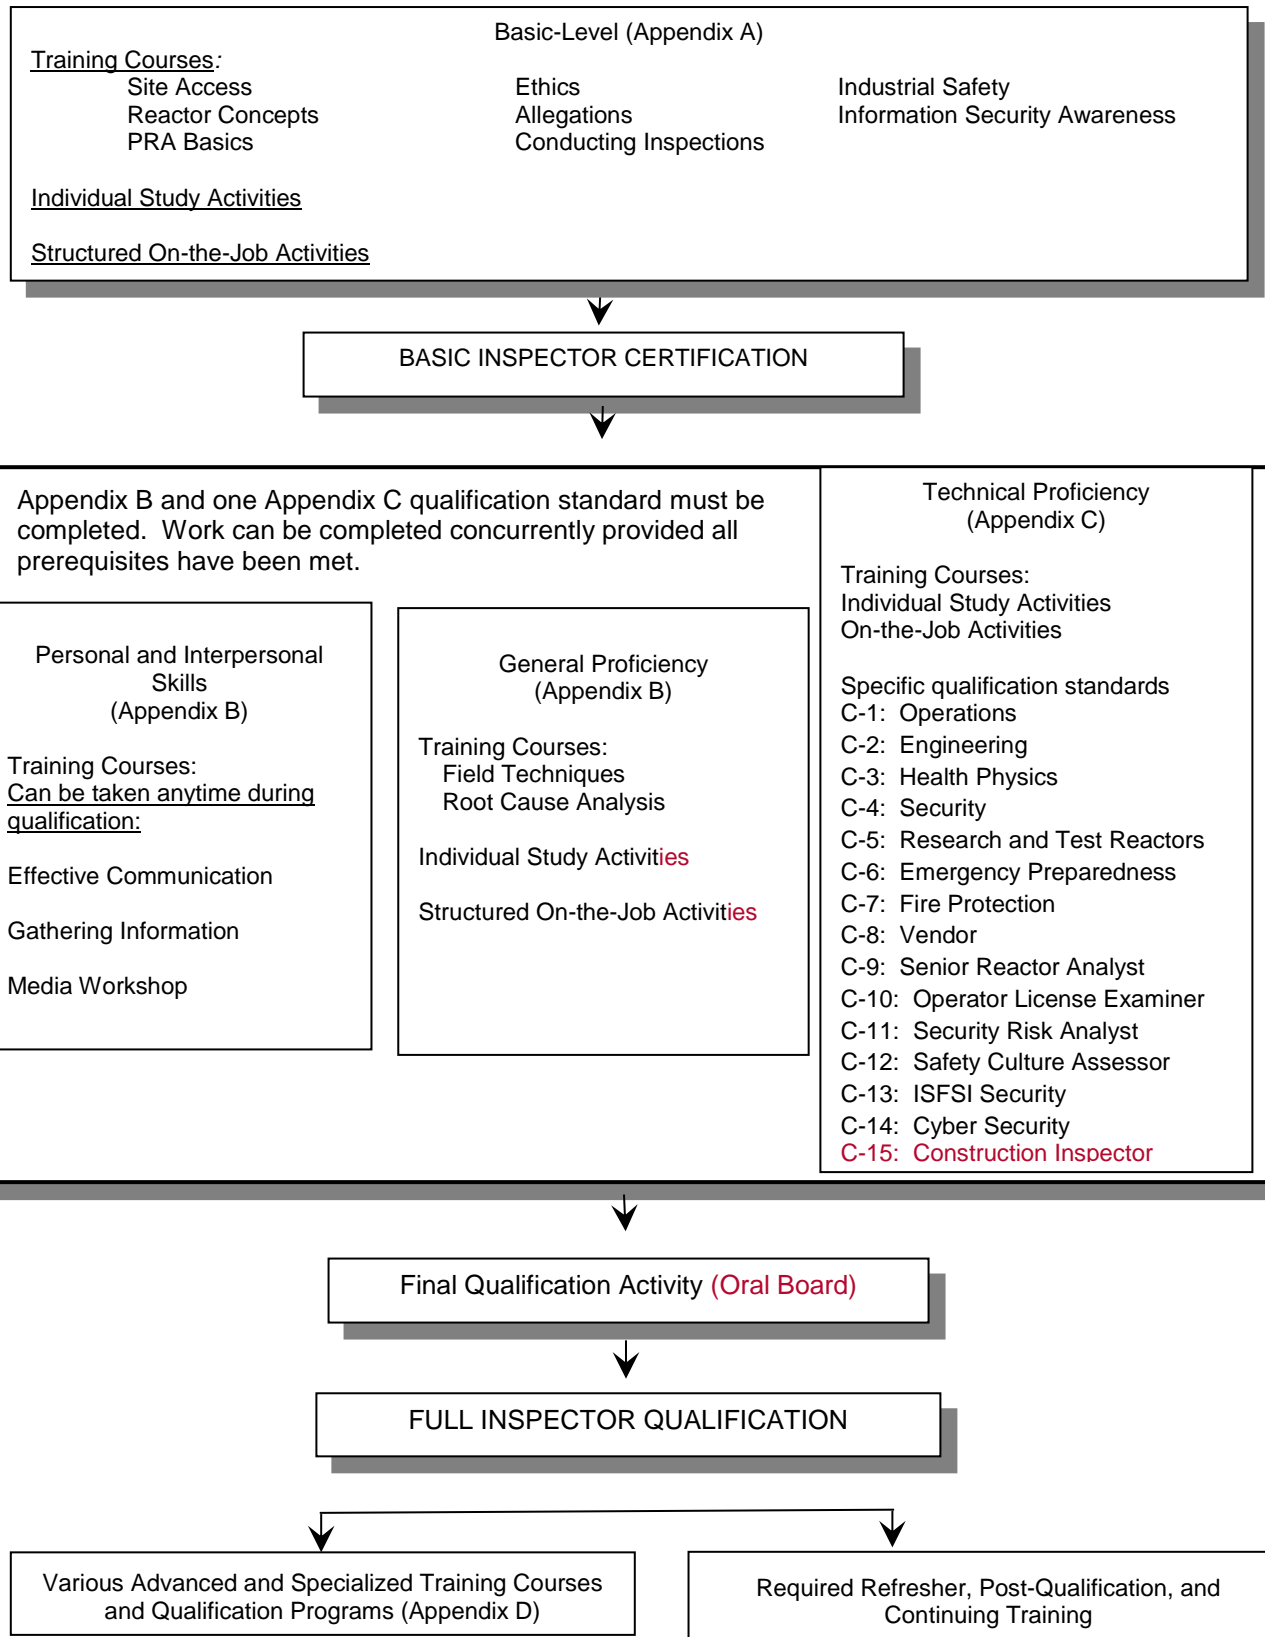 Basic-Level (Appendix A)
Training Courses:
Site Access Ethics Industrial Safety
Reactor Concepts Allegations Information Security Awareness
PRA Basics Conducting Inspections
Individual Study Activities
Structured On-the-Job Activities
BASIC INSPECTOR CERTIFICATION
Appendix B and one Appendix C qualification standard must be
completed.  Work can be completed concurrently provided all
prerequisites have been met.
Personal and Interpersonal
Skills
(Appendix B)
Training Courses:
Can be taken anytime during
qualification:
Effective Communication
Gathering Information
Media Workshop
General Proficiency
(Appendix B)
Training Courses:
Field Techniques
Root Cause Analysis
Individual Study Activities
Structured On-the-Job Activities
Technical Proficiency
(Appendix C)
Training Courses:
Individual Study Activities
On-the-Job Activities
Specific qualification standards
C-1:  Operations
C-2:  Engineering
C-3:  Health Physics
C-4:  Security
C-5:  Research and Test Reactors
C-6:  Emergency Preparedness
C-7:  Fire Protection
C-8:  Vendor
C-9:  Senior Reactor Analyst
C-10:  Operator License Examiner
C-11:  Security Risk Analyst
C-12:  Safety Culture Assessor
C-13:  ISFSI Security
C-14:  Cyber Security
C-15:  Construction Inspector
Final Qualification Activity (Oral Board)
FULL INSPECTOR QUALIFICATION
Various Advanced and Specialized Training Courses
and Qualification Programs (Appendix D)
Required Refresher, Post-Qualification, and
Continuing Training